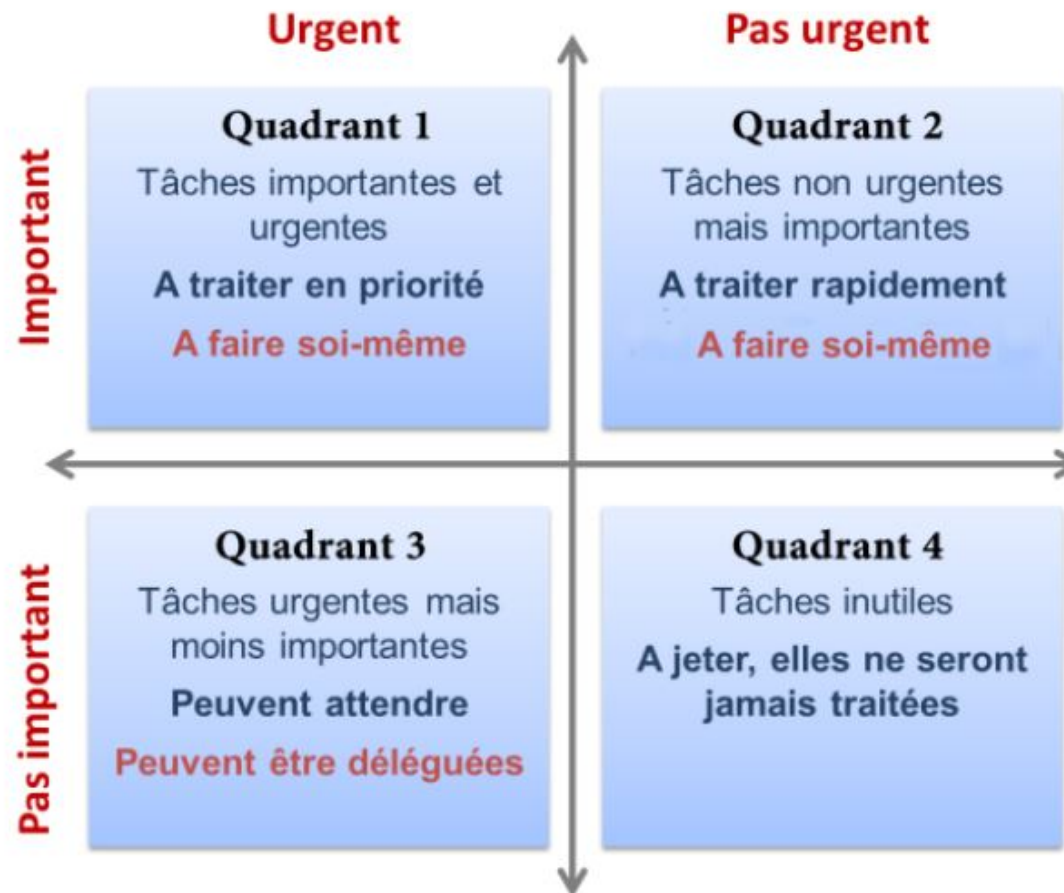 Urgent
Pas urgent
Important
Quadrant 1
Tâches importantes et
urgentes
A traiter en priorité
A faire soi-même
Quadrant 2
Tâches non urgentes
mais importantes
A traiter rapidement
A faire soi-même
Pas important
Quadrant 3
Tâches urgentes mais
moins importantes
Peuvent attendre
Peuvent être déléguées
Quadrant 4
Tâches inutiles
A jeter, elles ne seront
jamais traitées